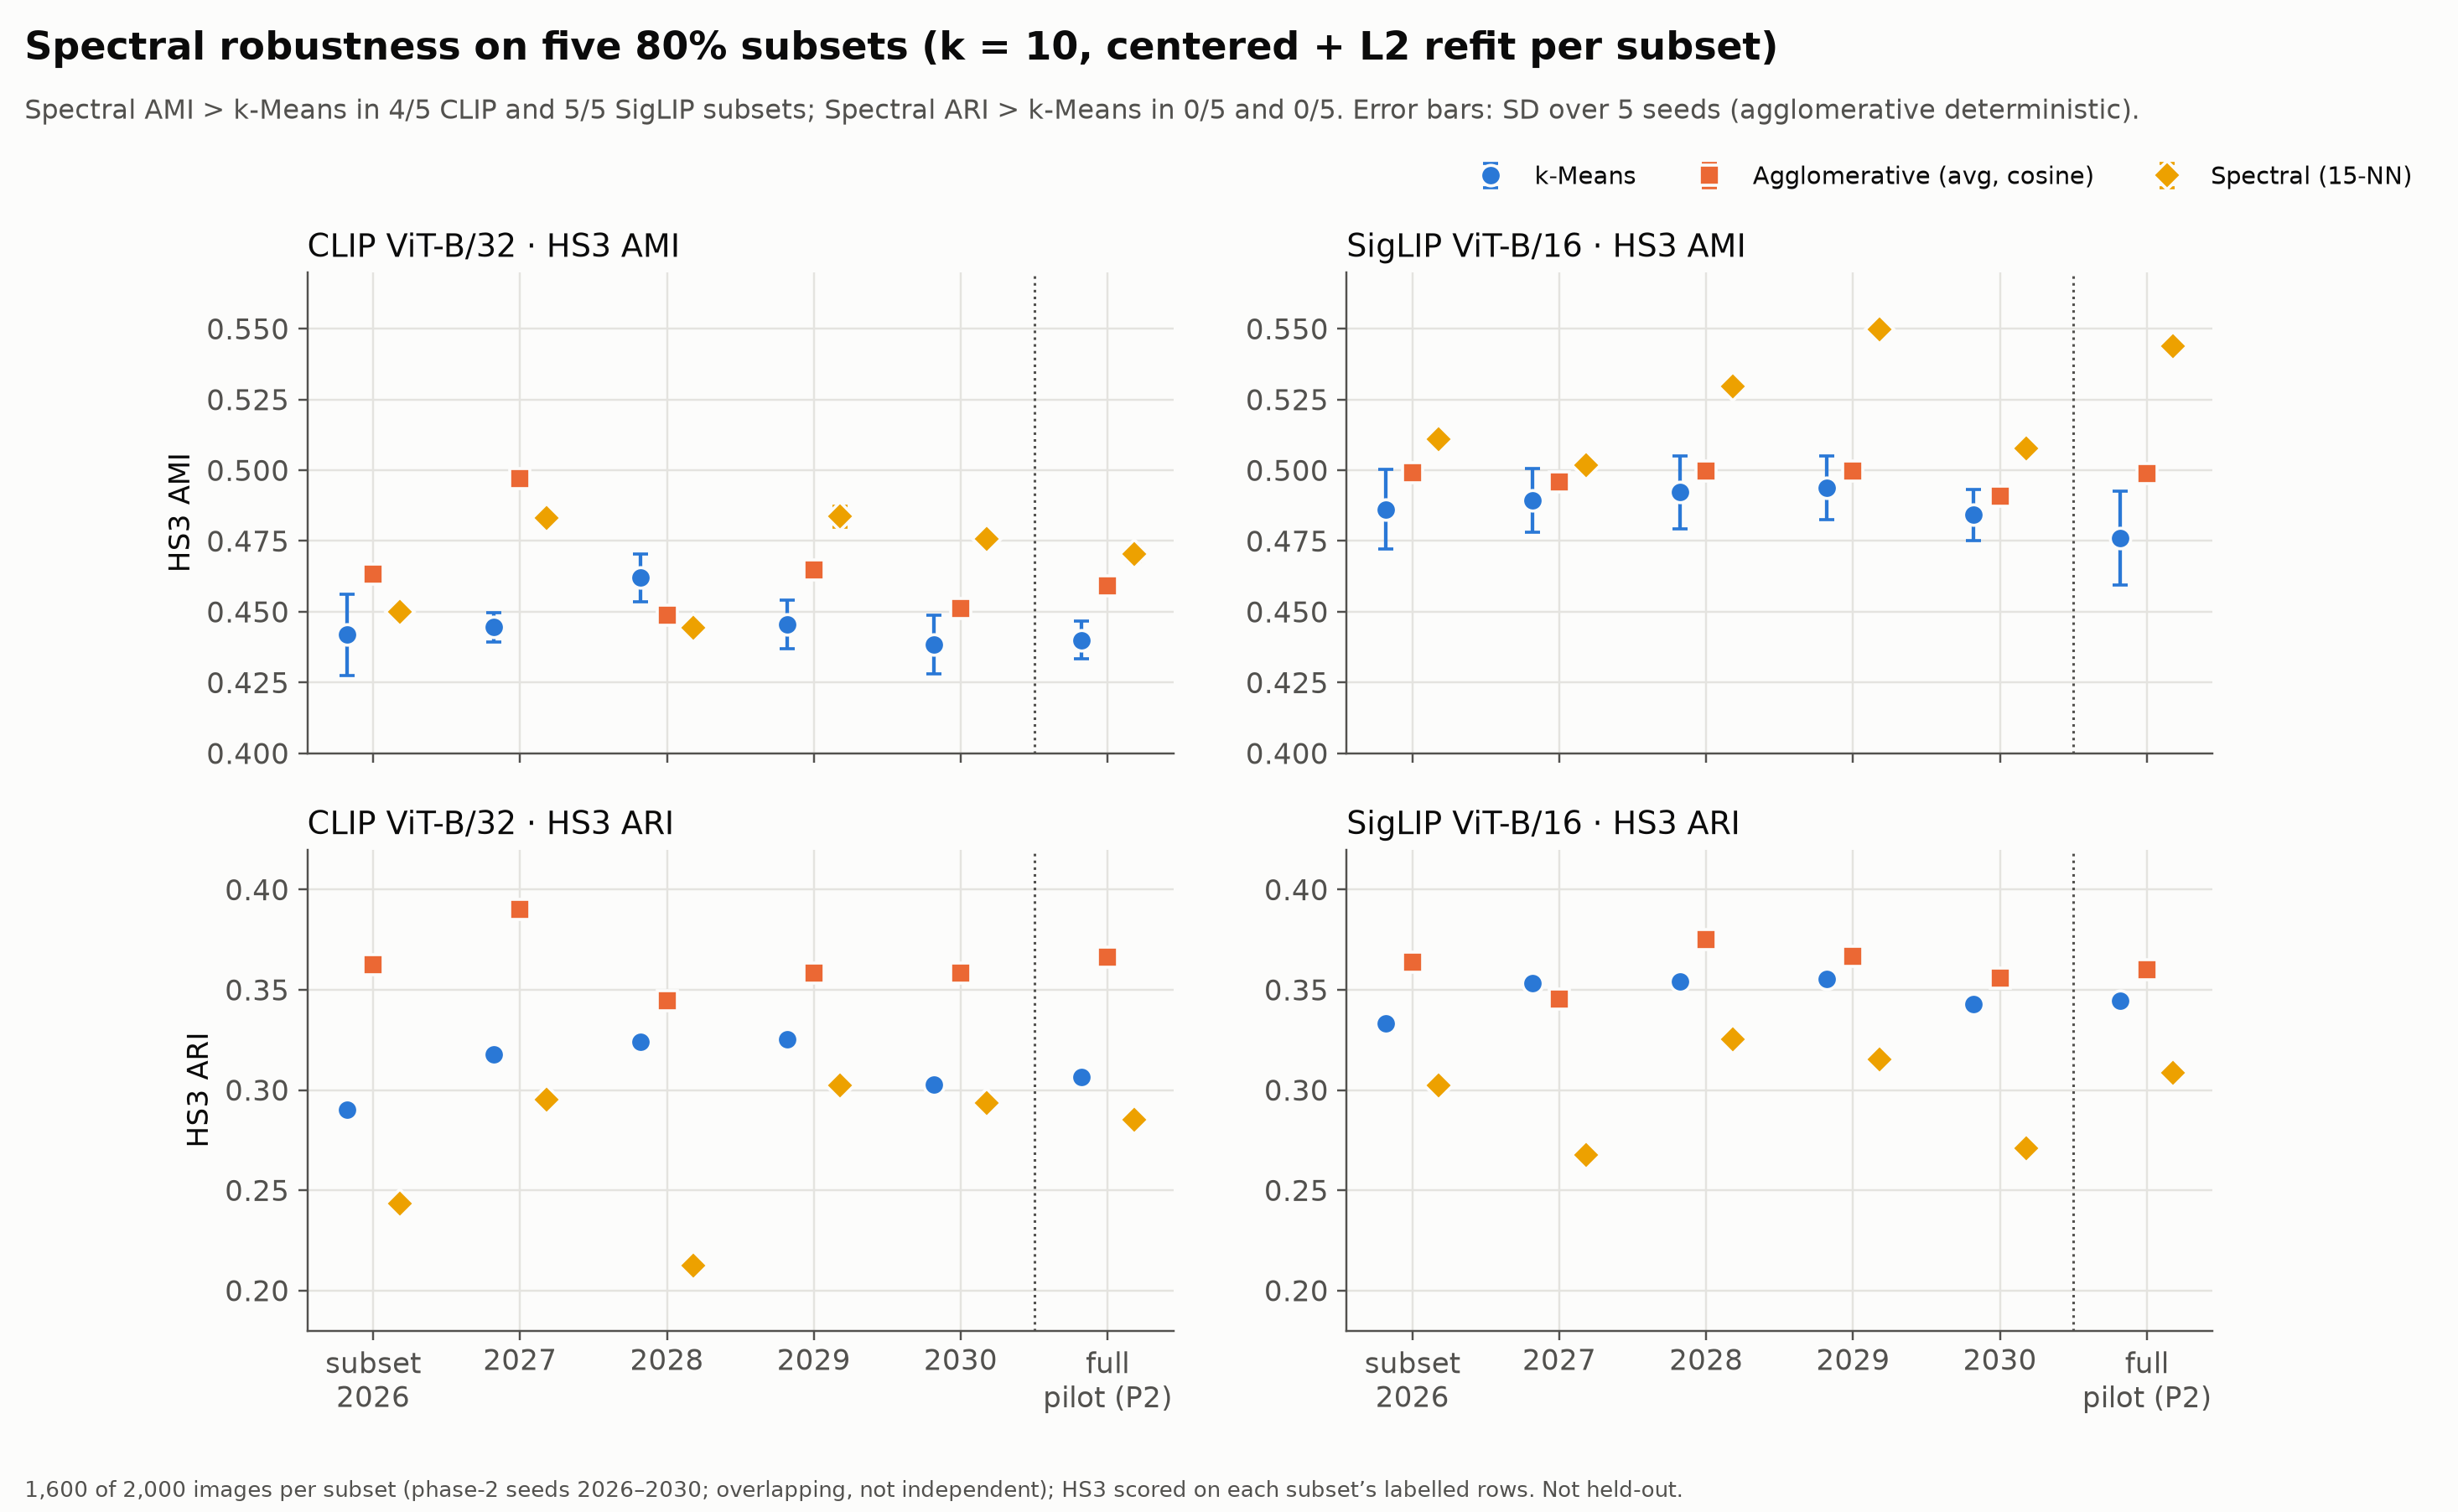 Spectral robustness on five 80% subsets (k = 10, centered + L2 refit per subset)
Spectral AMI > k-Means in 4/5 CLIP and 5/5 SigLIP subsets; Spectral ARI > k-Means in 0/5 and 0/5. Error bars: SD over 5 seeds (agglomerative deterministic).
k-Means
Agglomerative (avg, cosine)
Spectral (15-NN)
CLIP ViT-B/32 · HS3 AMI
HS3 AMI
0.550
0.525
0.500
0.475
0.450
0.425
0.400
SigLIP ViT-B/16 · HS3 AMI
0.550
0.525
0.500
0.475
0.450
0.425
0.400
CLIP ViT-B/32 · HS3 ARI
HS3 ARI
0.40
0.35
0.30
0.25
0.20
subset
2026
2027
2028
2029
2030
full
pilot (P2)
SigLIP ViT-B/16 · HS3 ARI
0.40
0.35
0.30
0.25
0.20
subset
2026
2027
2028
2029
2030
full
pilot (P2)
1,600 of 2,000 images per subset (phase-2 seeds 2026–2030; overlapping, not independent); HS3 scored on each subset’s labelled rows. Not held-out.